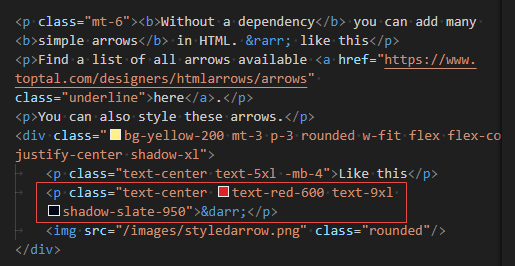 <p class="mt-6"><b>Without a dependency</b> you can add many
<b>simple arrows</b> in HTML. &rarr; like this</p>
<p>Find a list of all arrows available <a href="https://www.
toptal.com/designers/htmlarrows/arrows"
class="underline">here</a>.</p>
<p>You can also style these arrows.</p>
<div class="bg-yellow-200 mt-3 p-3 rounded w-fit flex flex-co
justify-center shadow-xl">
<p class="text-center text-5xl -mb-4">Like this</p>
<p class="text-center text-red-600 text-9xl
shadow-slate-950">&darr;</p>
<img src="/images/styledarrow.png" class="rounded"/>
</div>